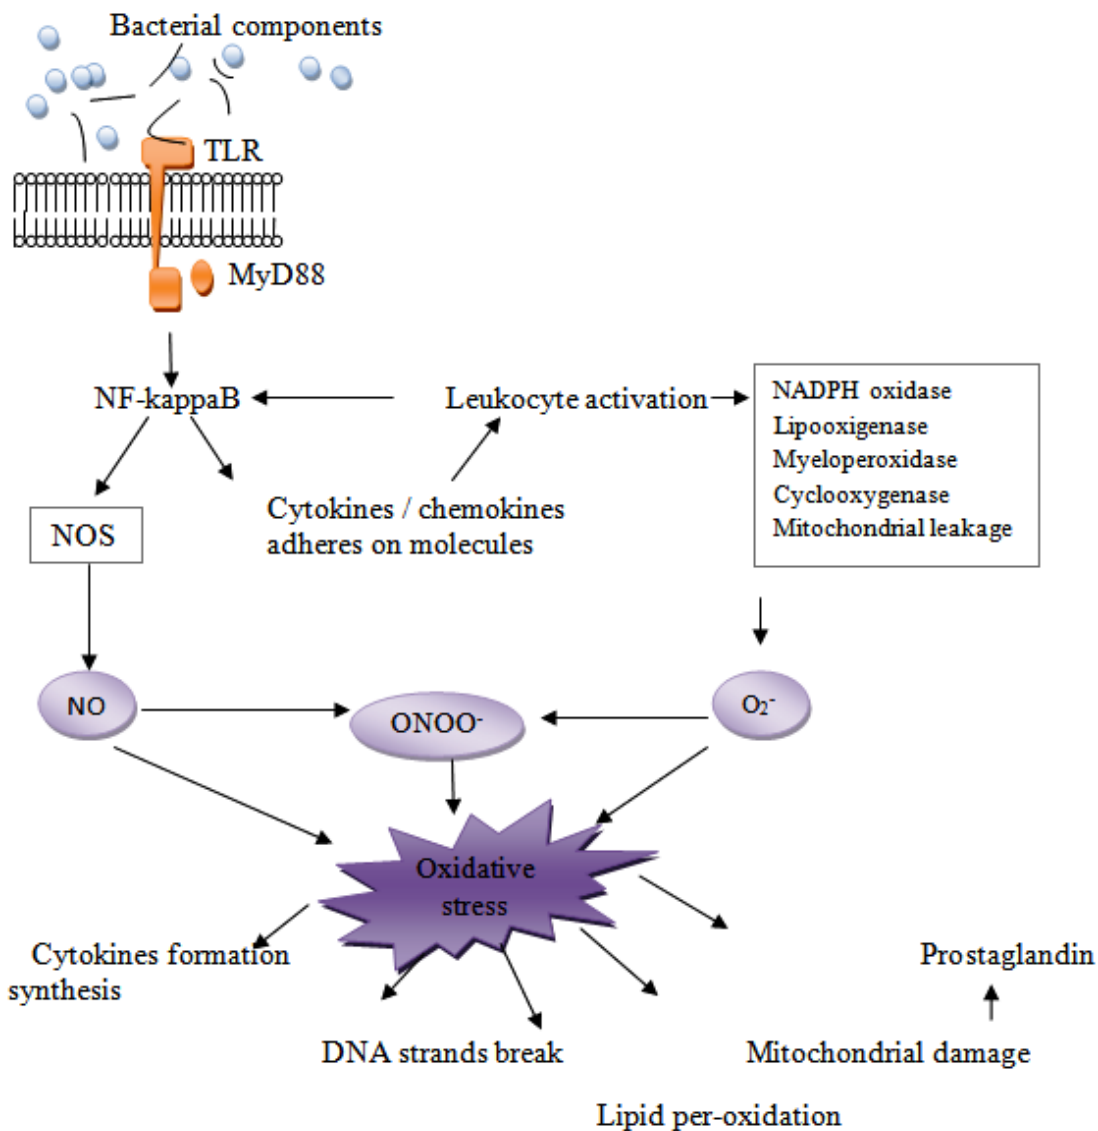 Bacterial components
TLR
MyD88
NF-kappaB
Leukocyte activation
NADPH oxidase
Lipooxigenase
Myeloperoxidase
Cyclooxygenase
Mitochondrial leakage
Cytokines / chemokines
adheres on molecules
NOS
NO
ONOO⁻
O₂⁻
Oxidative
stress
Cytokines formation
synthesis
Prostaglandin
DNA strands break
Mitochondrial damage
Lipid per-oxidation